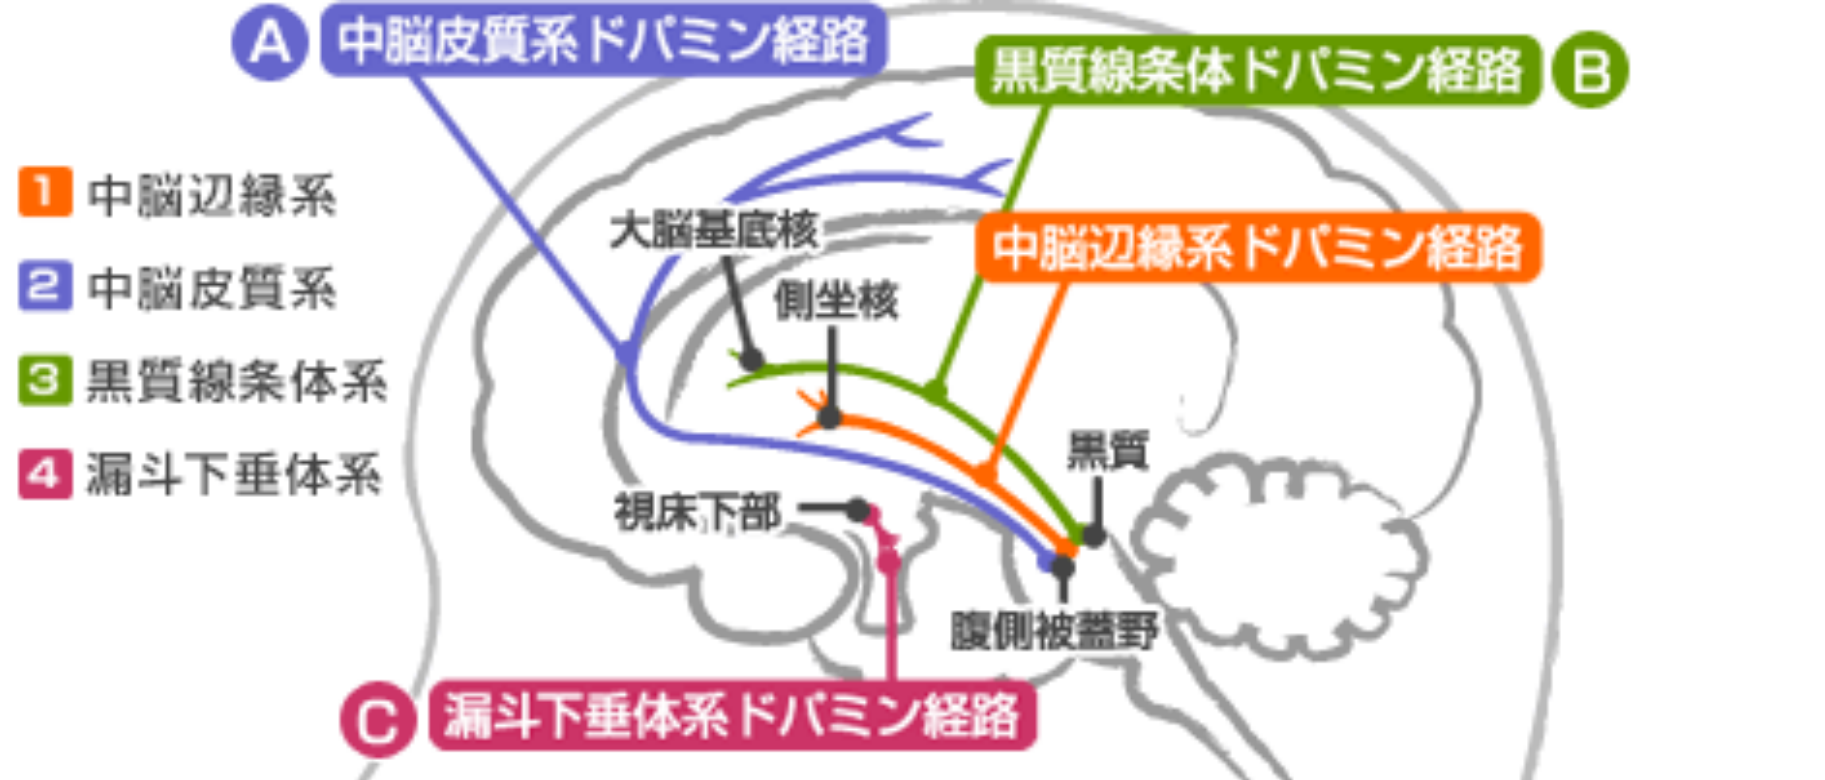 A 中脳皮質系ドパミン経路
黒質線条体ドパミン経路 B
1 中脳辺縁系
2 中脳皮質系
3 黒質線条体系
4 漏斗下垂体系
大脳基底核
中脳辺縁系ドパミン経路
側坐核
黒質
視床下部
腹側被蓋野
C 漏斗下垂体系ドパミン経路